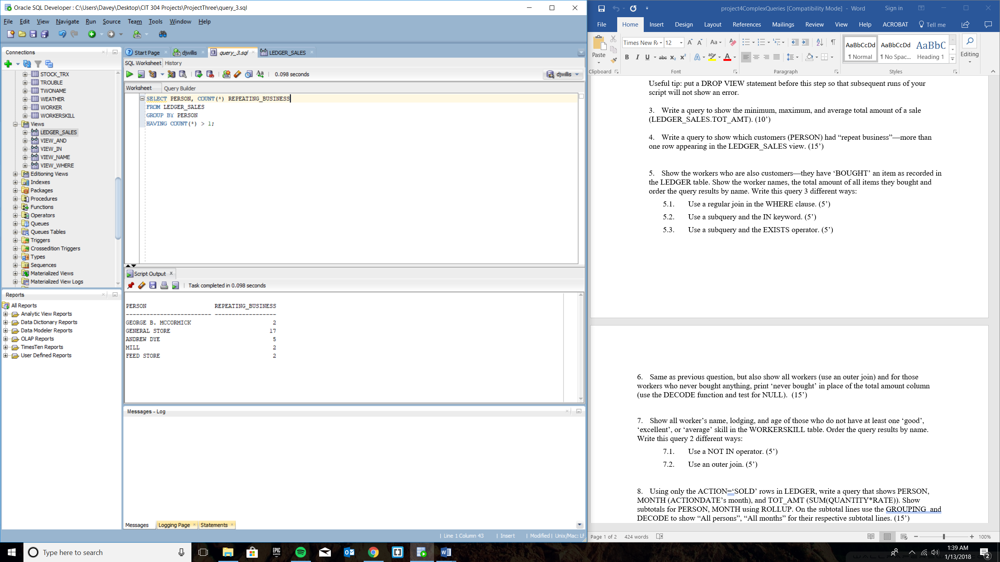 Oracle SQL Developer : C:\Users\Davey\Desktop\CIT 304 Projects\ProjectThree\query_3.sql
File Edit View Navigate Run Source Team Tools Window Help
Connections
STOCK_TRX
TROUBLE
TWONAME
WEATHER
WORKER
WORKERSKILL
Views
LEDGER_SALES
VIEW_AND
VIEW_IN
VIEW_NAME
VIEW_WHERE
Editioning Views
Indexes
Packages
Procedures
Functions
Operators
Queues
Queues Tables
Triggers
Crossedition Triggers
Types
Sequences
Materialized Views
Materialized View Logs
Reports
All Reports
Analytic View Reports
Data Dictionary Reports
Data Modeler Reports
OLAP Reports
TimesTen Reports
User Defined Reports
Start Page djwillis query_3.sql LEDGER_SALES
SQL Worksheet History
0.098 seconds
djwillis
Worksheet Query Builder
SELECT PERSON, COUNT(*) REPEATING_BUSINESS
FROM LEDGER_SALES
GROUP BY PERSON
HAVING COUNT(*) > 1;
Script Output
Task completed in 0.098 seconds
PERSON REPEATING_BUSINESS
------------------------- ------------------
GEORGE B. MCCORMICK 2
GENERAL STORE 17
ANDREW DYE 5
MILL 2
FEED STORE 2
Messages - Log
Messages Logging Page Statements
Line 1 Column 43 | Insert | Modified | Unix/Mac: LF
project4ComplexQueries [Compatibility Mode] - Word Sign in
File Home Insert Design Layout References Mailings Review View Help ACROBAT Tell me
Paste
Times New R 12
AaBbCcDd AaBbCcDd AaBbC
¶ Normal ¶ No Spac... Heading 1
Editing
Clipboard Font Paragraph Styles
Useful tip: put a DROP VIEW statement before this step so that subsequent runs of your
script will not show an error.
3. Write a query to show the minimum, maximum, and average total amount of a sale
(LEDGER_SALES.TOT_AMT). (10’)
4. Write a query to show which customers (PERSON) had “repeat business”—more than
one row appearing in the LEDGER_SALES view. (15’)
5. Show the workers who are also customers—they have ‘BOUGHT’ an item as recorded in
the LEDGER table. Show the worker names, the total amount of all items they bought and
order the query results by name. Write this query 3 different ways:
5.1. Use a regular join in the WHERE clause. (5’)
5.2. Use a subquery and the IN keyword. (5’)
5.3. Use a subquery and the EXISTS operator. (5’)
6. Same as previous question, but also show all workers (use an outer join) and for those
workers who never bought anything, print ‘never bought’ in place of the total amount column
(use the DECODE function and test for NULL). (15’)
7. Show all worker’s name, lodging, and age of those who do not have at least one ‘good’,
‘excellent’, or ‘average’ skill in the WORKERSKILL table. Order the query results by name.
Write this query 2 different ways:
7.1. Use a NOT IN operator. (5’)
7.2. Use an outer join. (5’)
8. Using only the ACTION=‘SOLD’ rows in LEDGER, write a query that shows PERSON,
MONTH (ACTIONDATE’s month), and TOT_AMT (SUM(QUANTITY*RATE)). Show
subtotals for PERSON, MONTH using ROLLUP. On the subtotal lines use the GROUPING and
DECODE to show “All persons”, “All months” for their respective subtotal lines. (15’)
Page 1 of 2 424 words 100%
Type here to search
EPIC GAMES
1:39 AM
1/13/2018
2